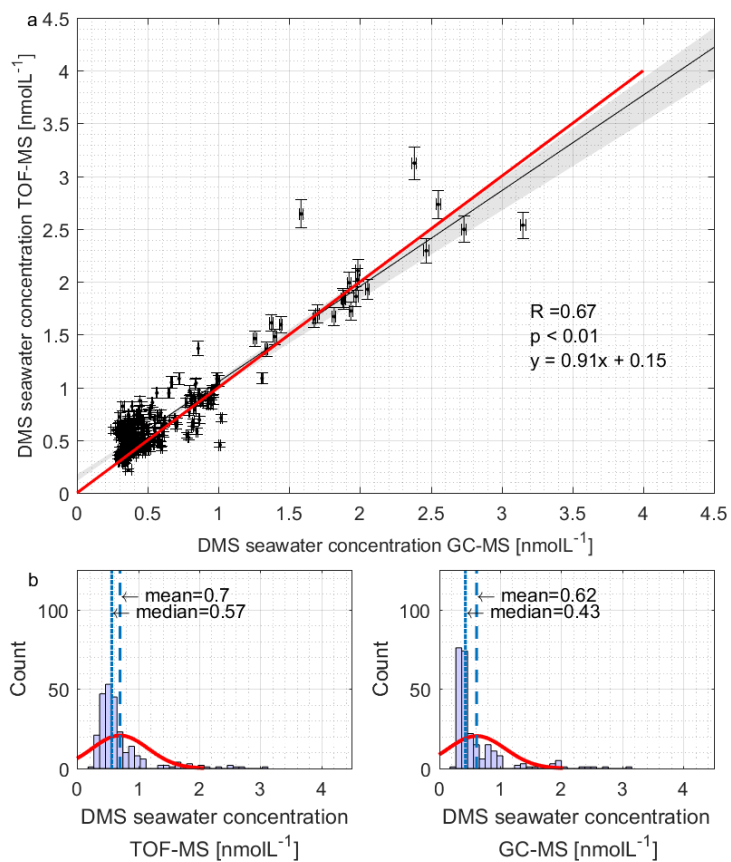 a
4.5
4
3.5
3
2.5
2
1.5
1
0.5
0
DMS seawater concentration TOF-MS [nmolL⁻¹]
R =0.67
p < 0.01
y = 0.91x + 0.15
0 0.5 1 1.5 2 2.5 3 3.5 4 4.5
DMS seawater concentration GC-MS [nmolL⁻¹]
b
100
50
0
Count
mean=0.7
median=0.57
0 2 4
DMS seawater concentration
TOF-MS [nmolL⁻¹]
100
50
0
Count
mean=0.62
median=0.43
0 2 4
DMS seawater concentration
GC-MS [nmolL⁻¹]